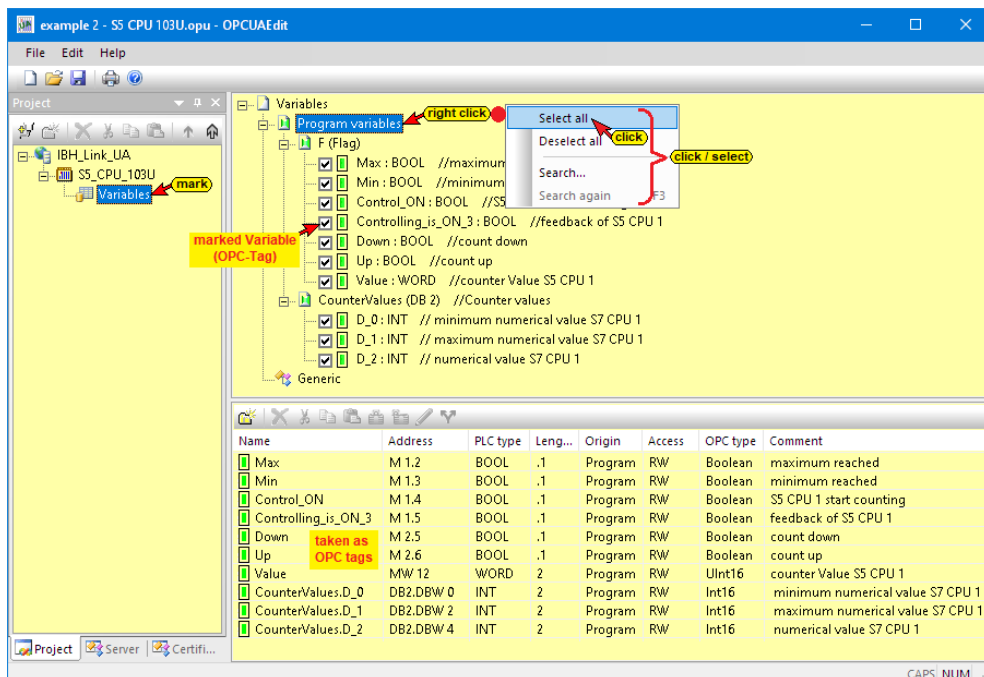 example 2 - S5 CPU 103U.opu - OPCUAEdit
File Edit Help
Project
IBH_Link_UA
S5_CPU_103U
Variables
mark
Variables
Program variables
right click
F (Flag)
Max : BOOL //maximum
Min : BOOL //minimum
Control_ON : BOOL //S5
Controlling_is_ON_3 : BOOL //feedback of S5 CPU 1
Down : BOOL //count down
Up : BOOL //count up
Value : WORD //counter Value S5 CPU 1
CounterValues (DB 2) //Counter values
D_0 : INT // minimum numerical value S7 CPU 1
D_1 : INT // maximum numerical value S7 CPU 1
D_2 : INT // numerical value S7 CPU 1
Generic
Select all
click
Deselect all
click / select
Search...
Search again F3
marked Variable
(OPC-Tag)
Name Address PLC type Leng... Origin Access OPC type Comment
Max M 1.2 BOOL .1 Program RW Boolean maximum reached
Min M 1.3 BOOL .1 Program RW Boolean minimum reached
Control_ON M 1.4 BOOL .1 Program RW Boolean S5 CPU 1 start counting
Controlling_is_ON_3 M 1.5 BOOL .1 Program RW Boolean feedback of S5 CPU 1
Down M 2.5 BOOL .1 Program RW Boolean count down
Up M 2.6 BOOL .1 Program RW Boolean count up
Value MW 12 WORD 2 Program RW UInt16 counter Value S5 CPU 1
CounterValues.D_0 DB2.DBW 0 INT 2 Program RW Int16 minimum numerical value S7 CPU 1
CounterValues.D_1 DB2.DBW 2 INT 2 Program RW Int16 maximum numerical value S7 CPU 1
CounterValues.D_2 DB2.DBW 4 INT 2 Program RW Int16 numerical value S7 CPU 1
taken as
OPC tags
Project Server Certifi...
CAPS NUM